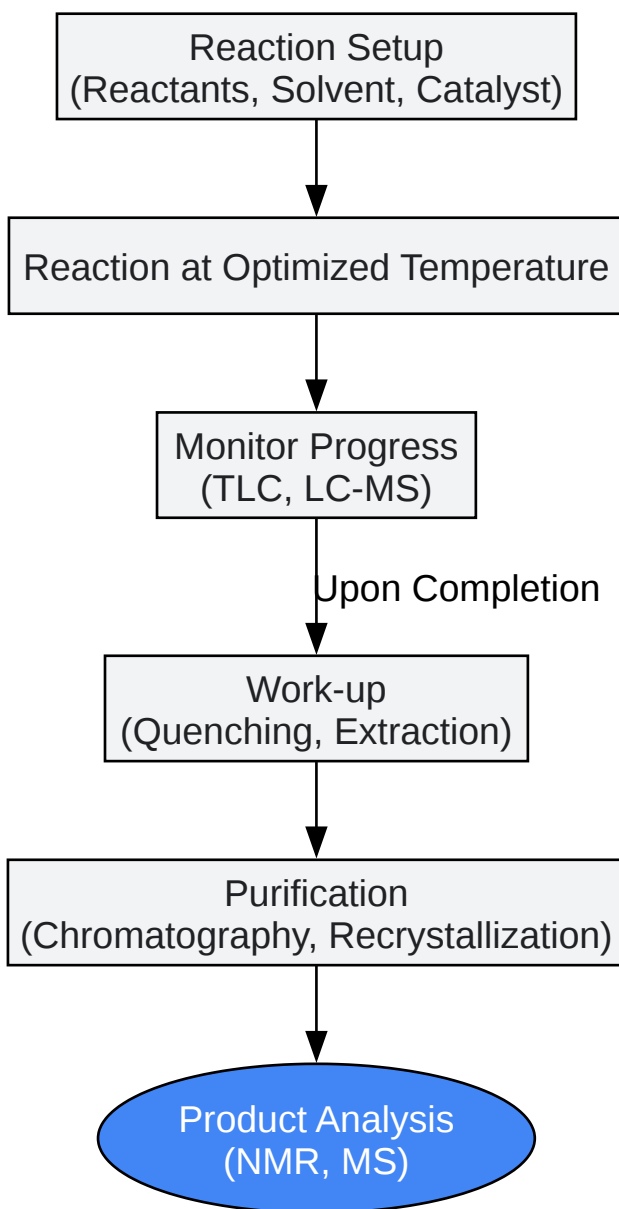 Reaction Setup
(Reactants, Solvent, Catalyst)
Reaction at Optimized Temperature
Monitor Progress
(TLC, LC-MS)
Upon Completion
Work-up
(Quenching, Extraction)
Purification
(Chromatography, Recrystallization)
Product Analysis
(NMR, MS)